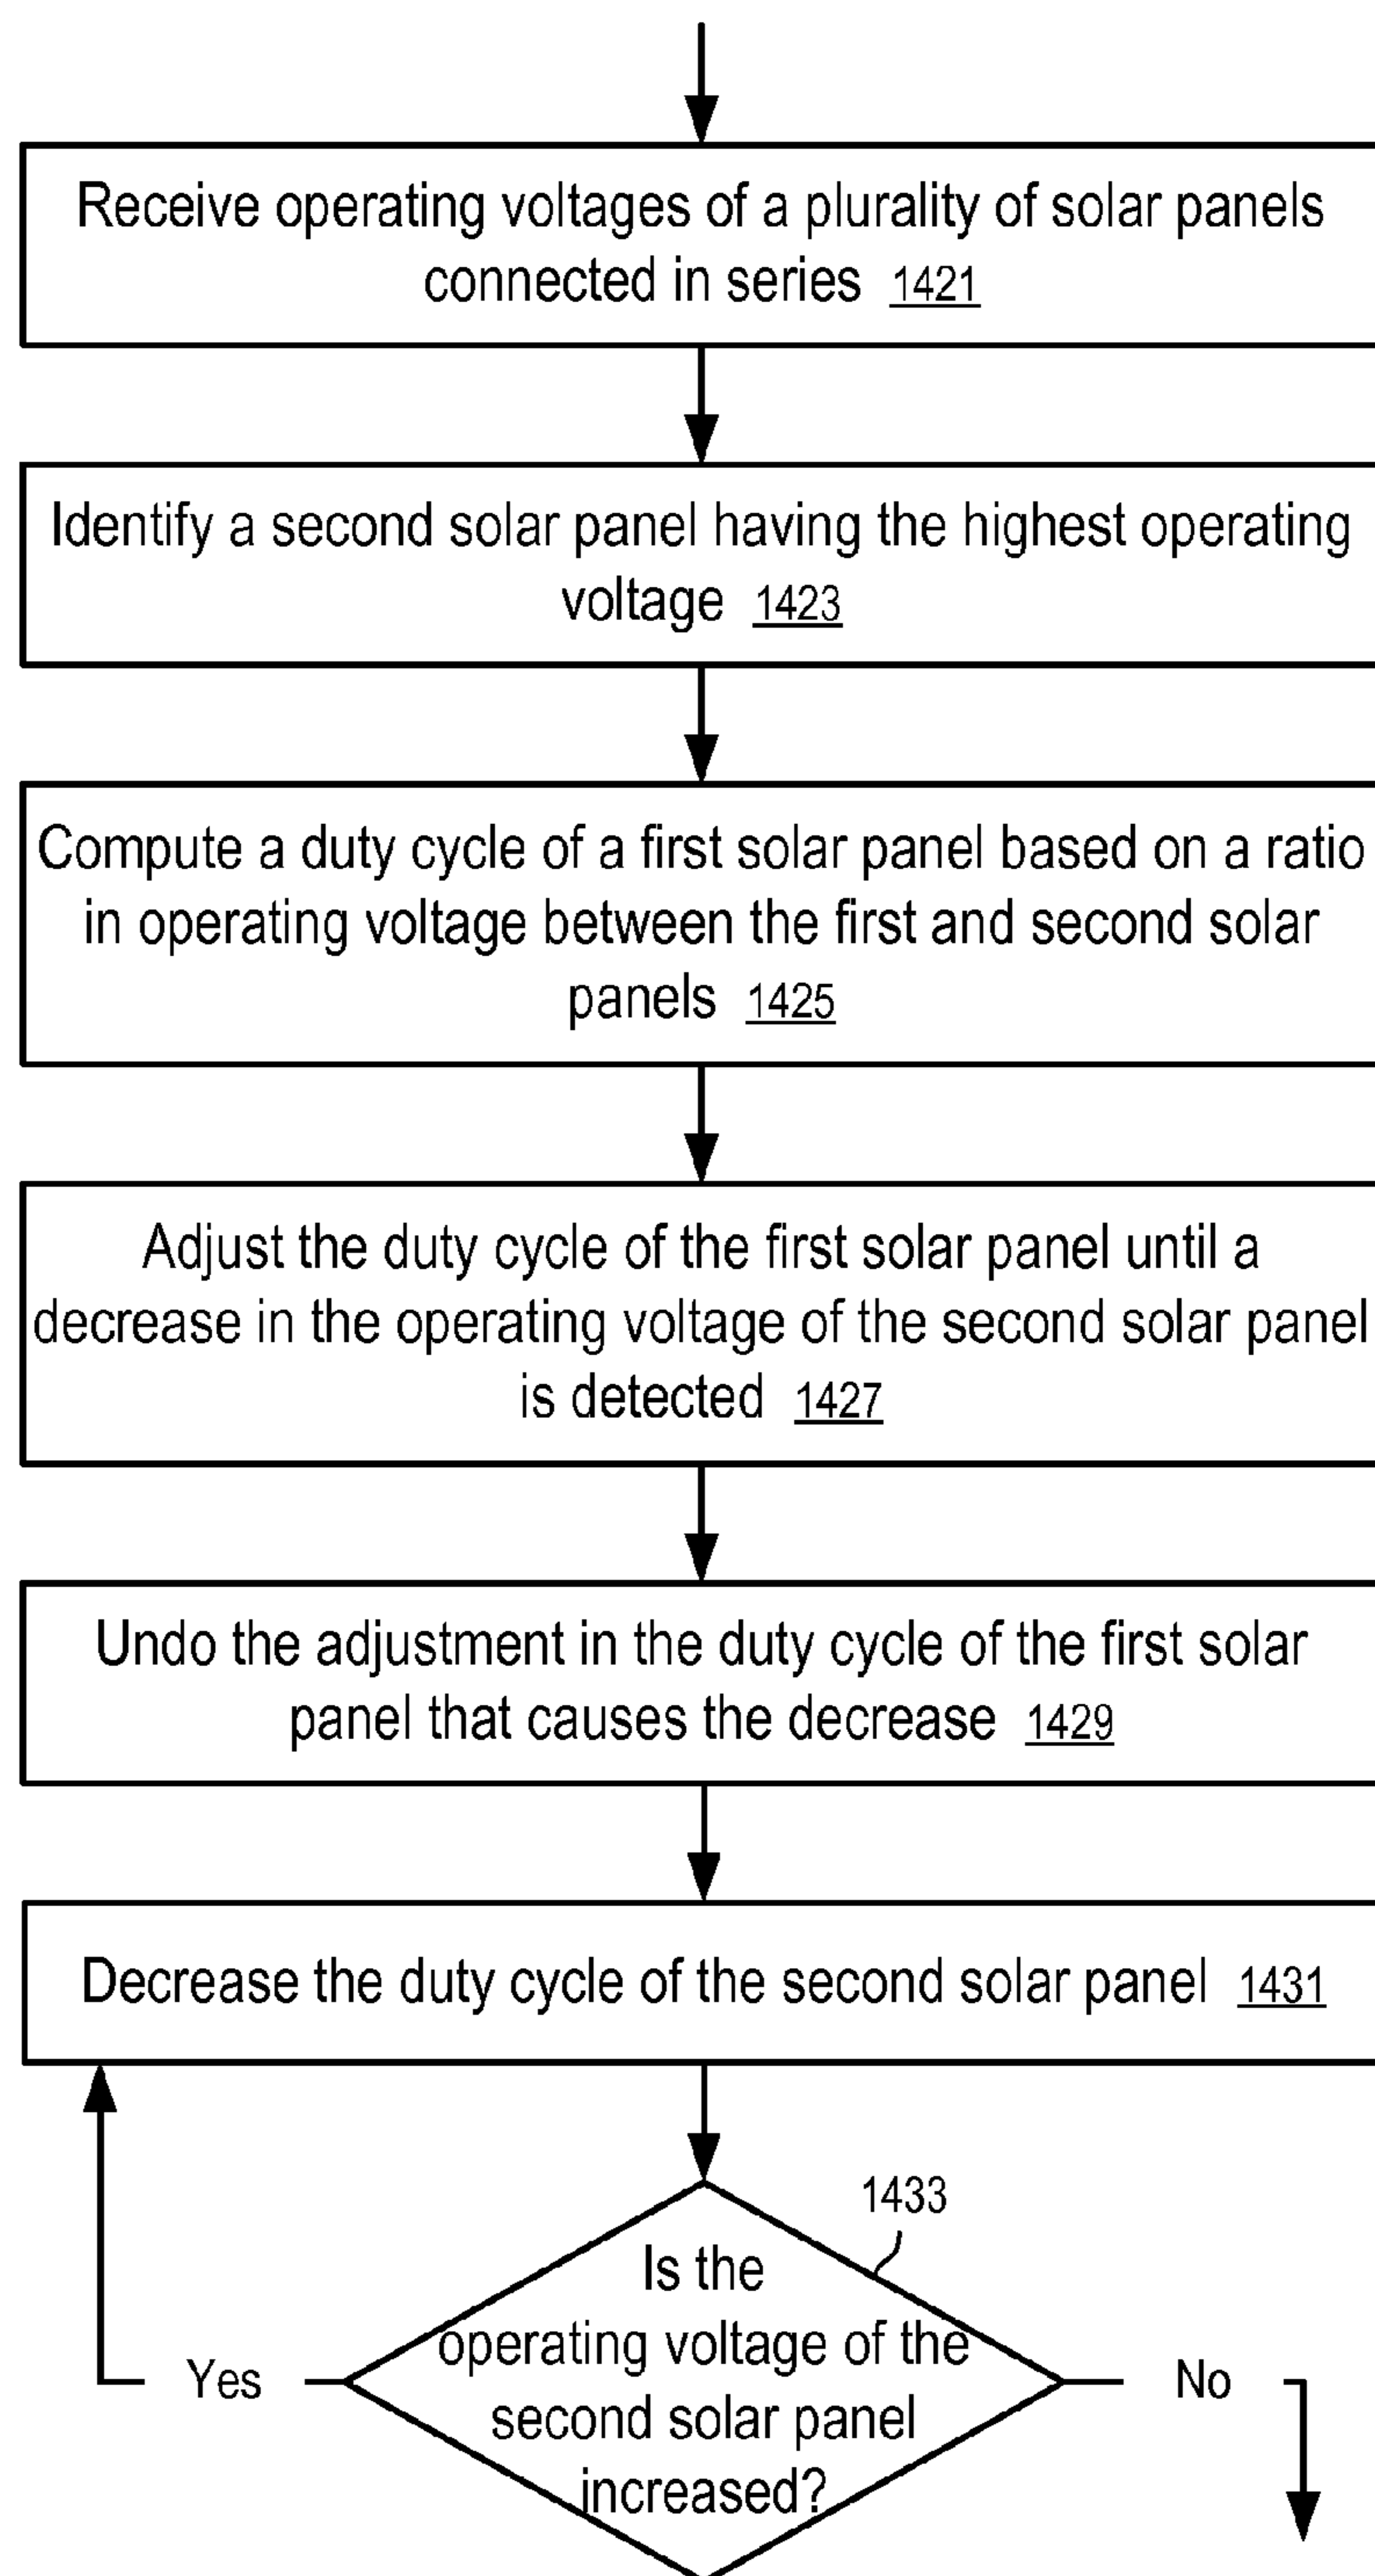 Receive operating voltages of a plurality of solar panels
connected in series 1421
Identify a second solar panel having the highest operating
voltage 1423
Compute a duty cycle of a first solar panel based on a ratio
in operating voltage between the first and second solar
panels 1425
Adjust the duty cycle of the first solar panel until a
decrease in the operating voltage of the second solar panel
is detected 1427
Undo the adjustment in the duty cycle of the first solar
panel that causes the decrease 1429
Decrease the duty cycle of the second solar panel 1431
1433
Is the
operating voltage of the
second solar panel
increased?
Yes
No